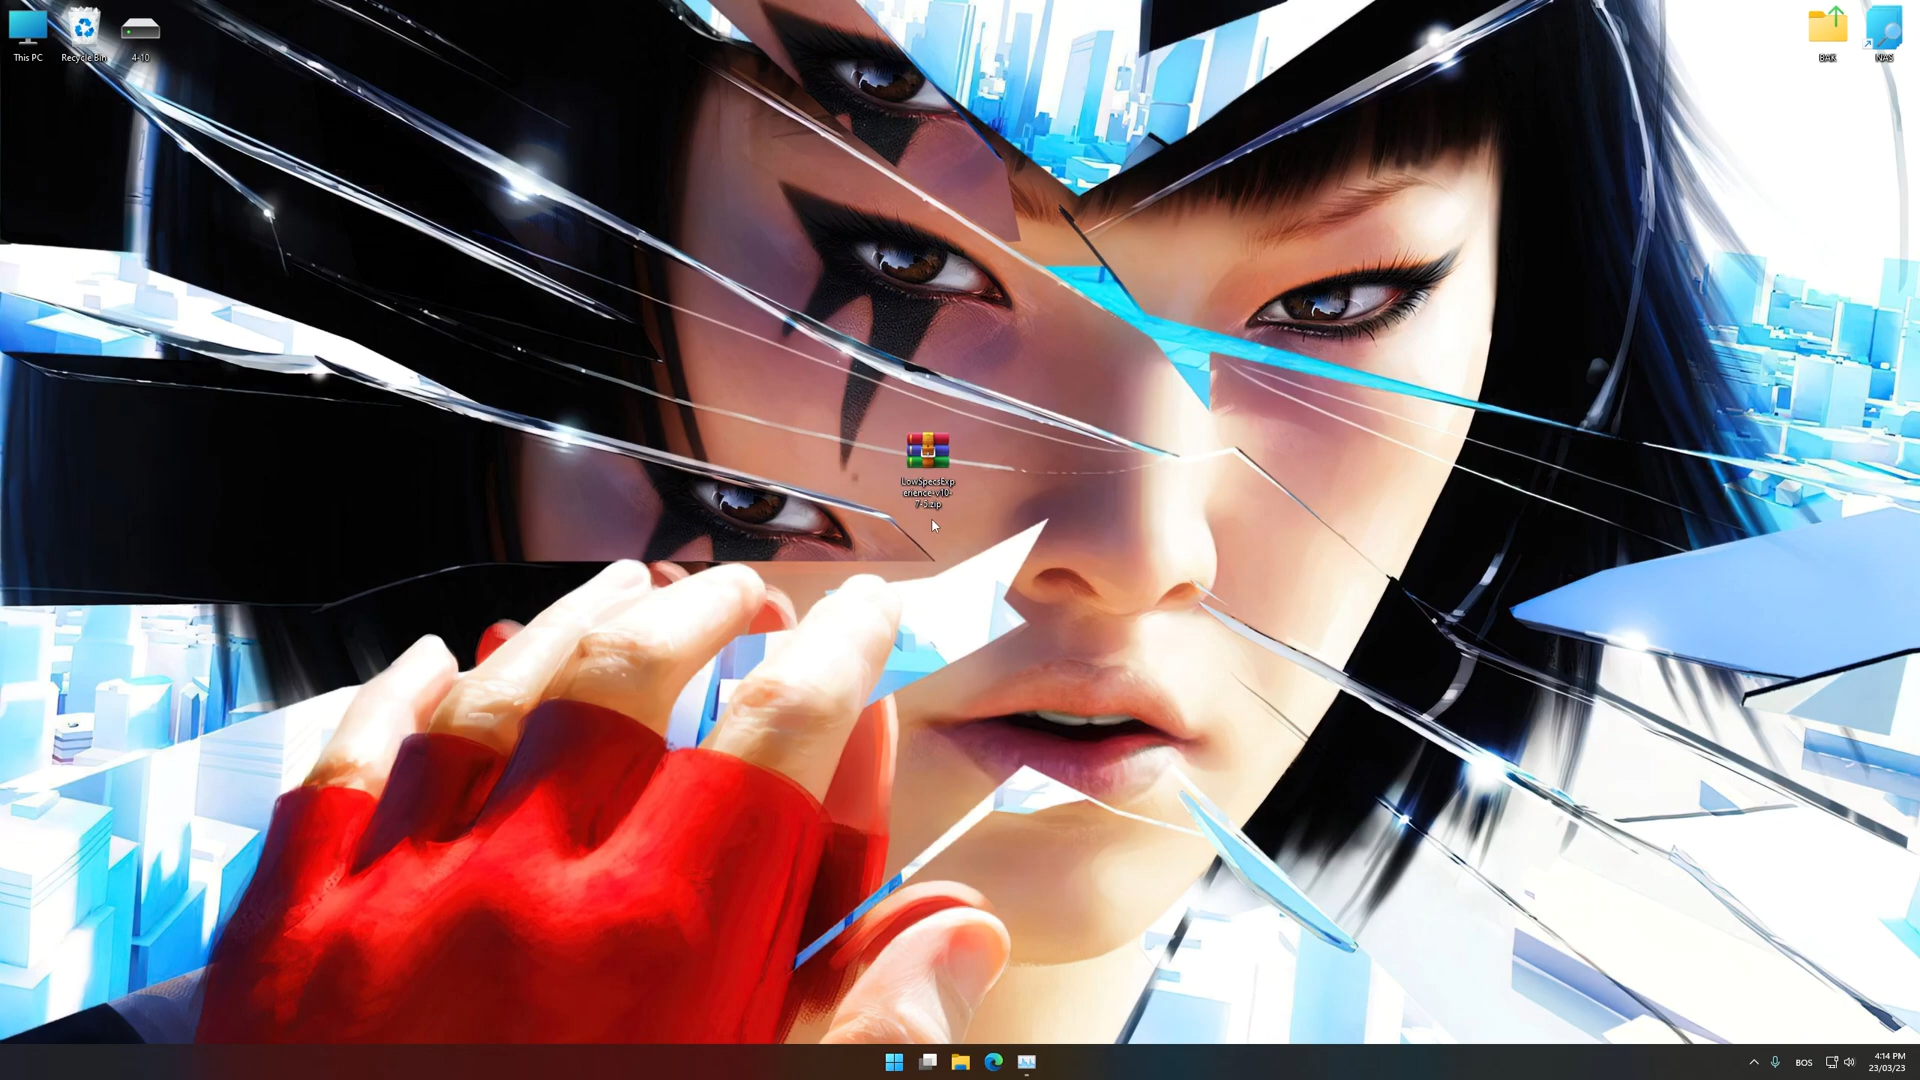 This PC
Recycle Bin
4-10
BAK
NAS
LowSpecsExp
erience-v10-
7-5.zip
BOS
4:14 PM
23/03/23